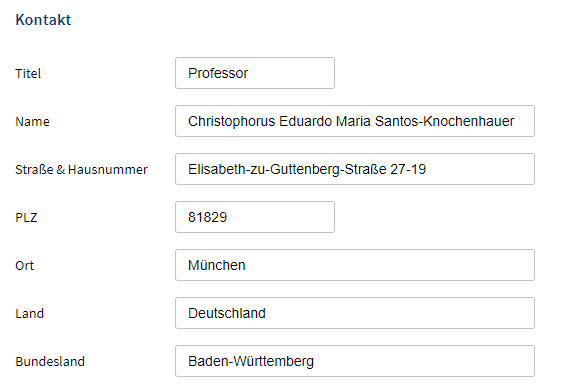 Kontakt
Titel Professor
Name Christophorus Eduardo Maria Santos-Knochenhauer
Straße & Hausnummer Elisabeth-zu-Guttenberg-Straße 27-19
PLZ 81829
Ort München
Land Deutschland
Bundesland Baden-Württemberg